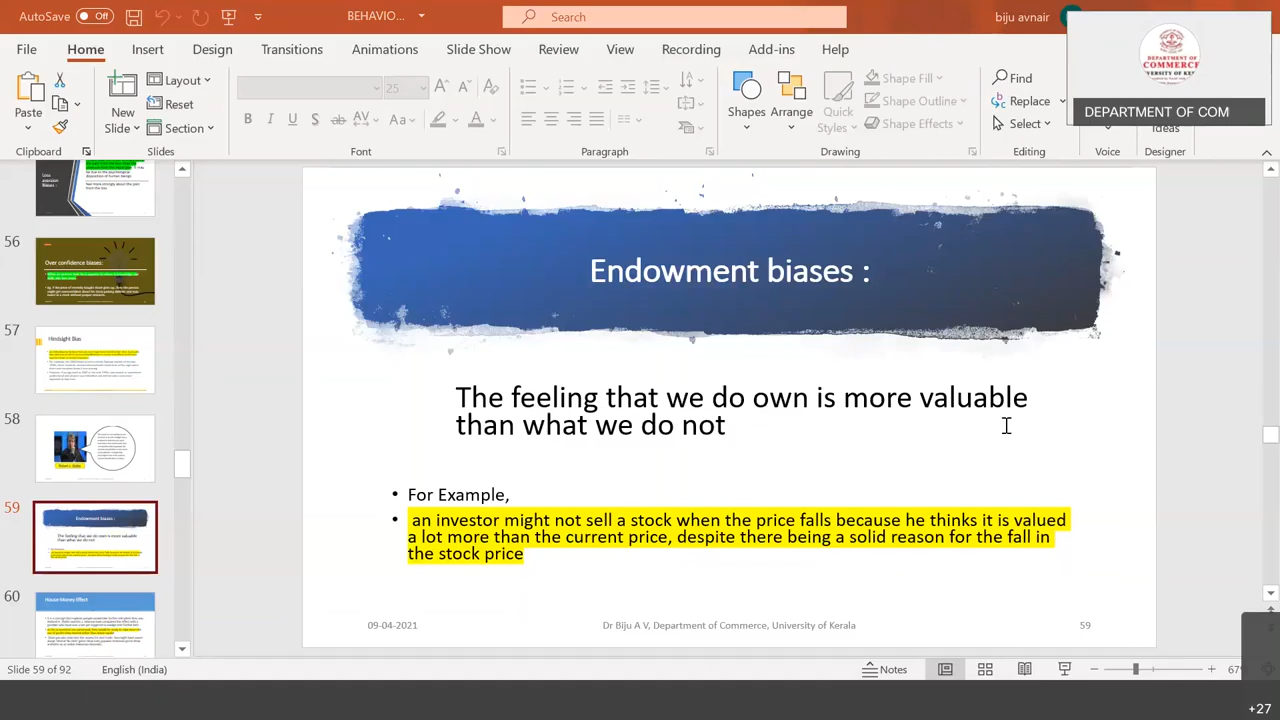 AutoSave Off BEHAVIO... Search biju avnair
File Home Insert Design Transitions Animations Slide Show Review View Recording Add-ins Help
DEPARTMENT OF
COMMERCE
DEPARTMENT OF COM
Paste
New
Slide
Layout
Reset
Section
25
B I U S AV Aa A
Shapes Arrange Quick
Styles
Shape Fill
Shape Outline
Shape Effects
Find
Replace
Select
Ideas
Clipboard Slides Font Paragraph Drawing Editing Voice Designer
56
Over confidence biases:
57
Hindsight Bias
58
59
Endowment biases :
60
House Money Effect
Endowment biases :
The feeling that we do own is more valuable
than what we do not
• For Example,
• an investor might not sell a stock when the price falls because he thinks it is valued
a lot more than the current price, despite there being a solid reason for the fall in
the stock price
09-04-2021 Dr Biju A V, Department of Commerce, University of Kerala 59
Slide 59 of 92 English (India) Notes 67%
+27